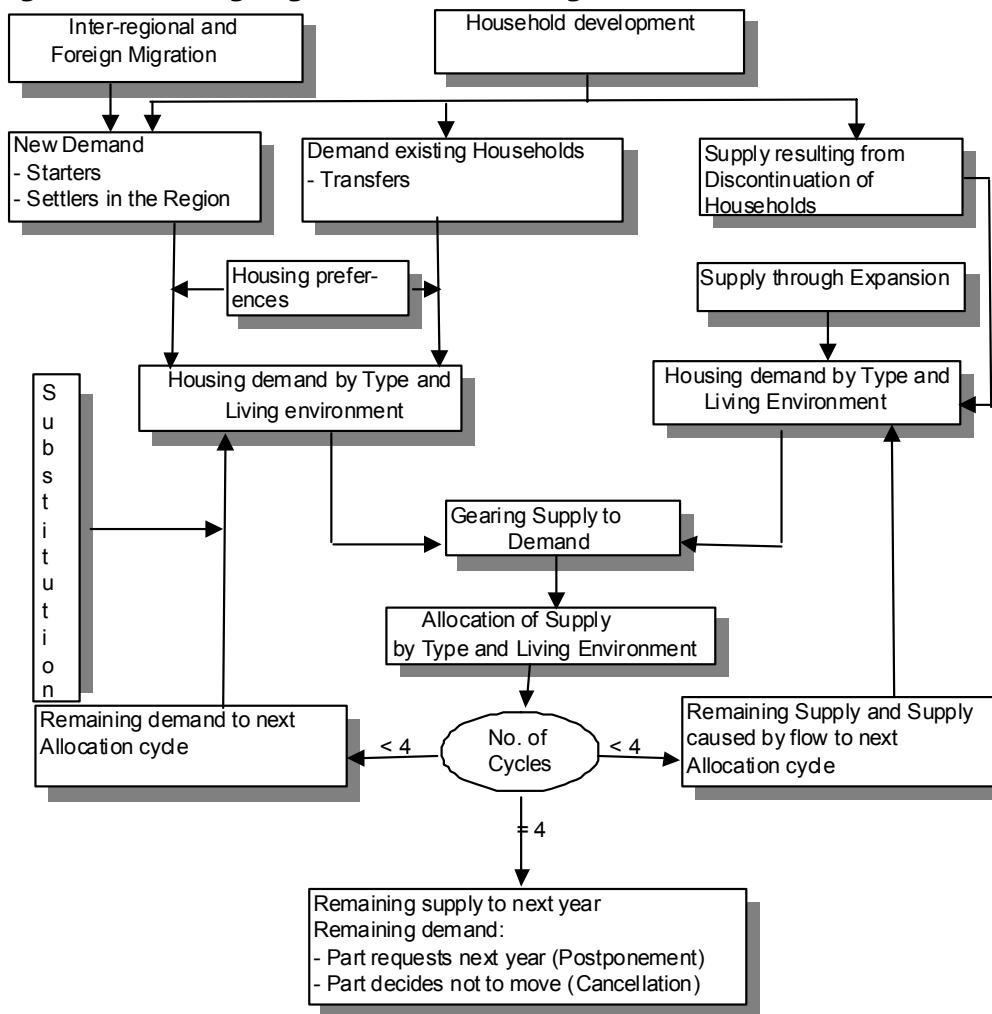 Inter-regional and
Foreign Migration
Household development
New Demand
- Starters
- Settlers in the Region
Demand existing Households
- Transfers
Supply resulting from
Discontinuation of
Households
Housing prefer-
ences
Supply through Expansion
Housing demand by Type and
Living environment
Housing demand by Type and
Living Environment
Substitution
Gearing Supply to
Demand
Allocation of Supply
by Type and Living Environment
Remaining demand to next
Allocation cycle
< 4
No. of
Cycles
< 4
Remaining Supply and Supply
caused by flow to next
Allocation cycle
= 4
Remaining supply to next year
Remaining demand:
- Part requests next year (Postponement)
- Part decides not to move (Cancellation)